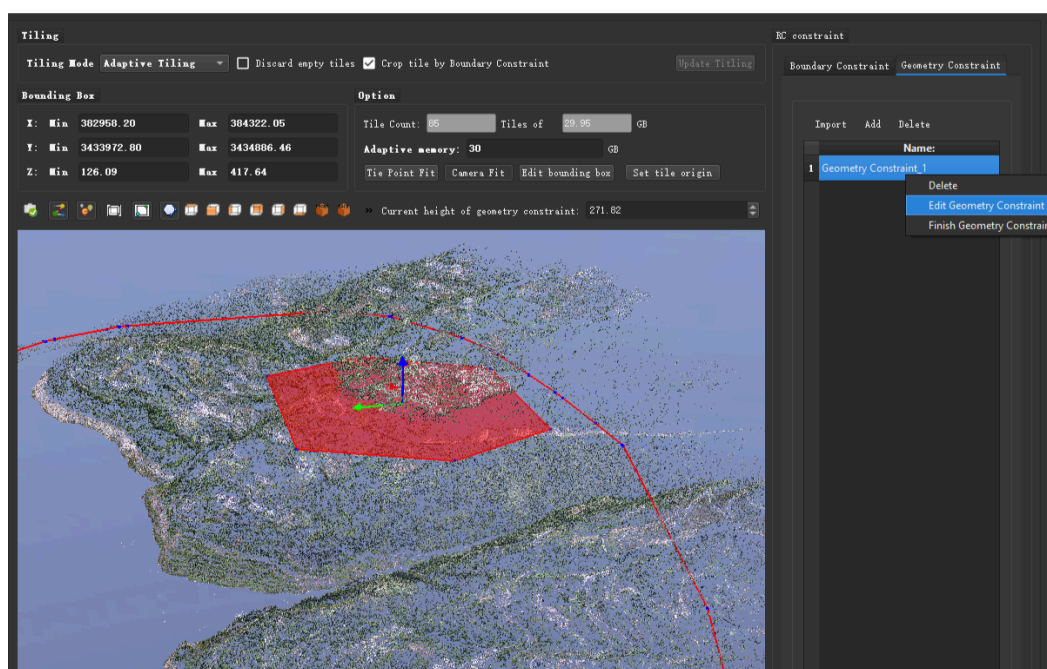 Tiling
RC constraint
Tiling Mode Adaptive Tiling Discard empty tiles Crop tile by Boundary Constraint Update Titling
Boundary Constraint Geometry Constraint
Bounding Box
Option
X: Min 382958.20 Max 384322.05
Tile Count: 85 Tiles of 29.95 GB
Import Add Delete
Y: Min 3433972.80 Max 3434886.46
Adaptive memory: 30 GB
Name:
1 Geometry Constraint_1
Z: Min 126.09 Max 417.64
Tie Point Fit Camera Fit Edit bounding box Set tile origin
Delete
Edit Geometry Constraint
» Current height of geometry constraint: 271.82
Finish Geometry Constrain